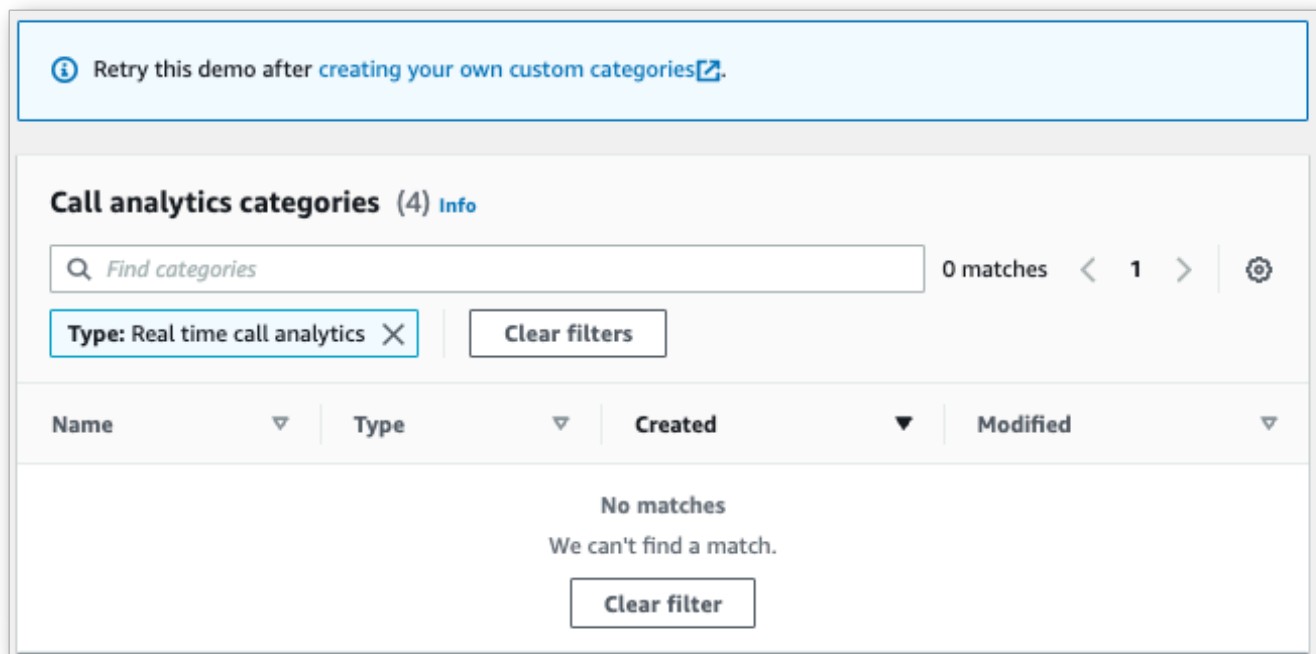 Retry this demo after creating your own custom categories.
Call analytics categories (4) Info
Find categories
0 matches 1
Type: Real time call analytics
Clear filters
Name Type Created Modified
No matches
We can't find a match.
Clear filter